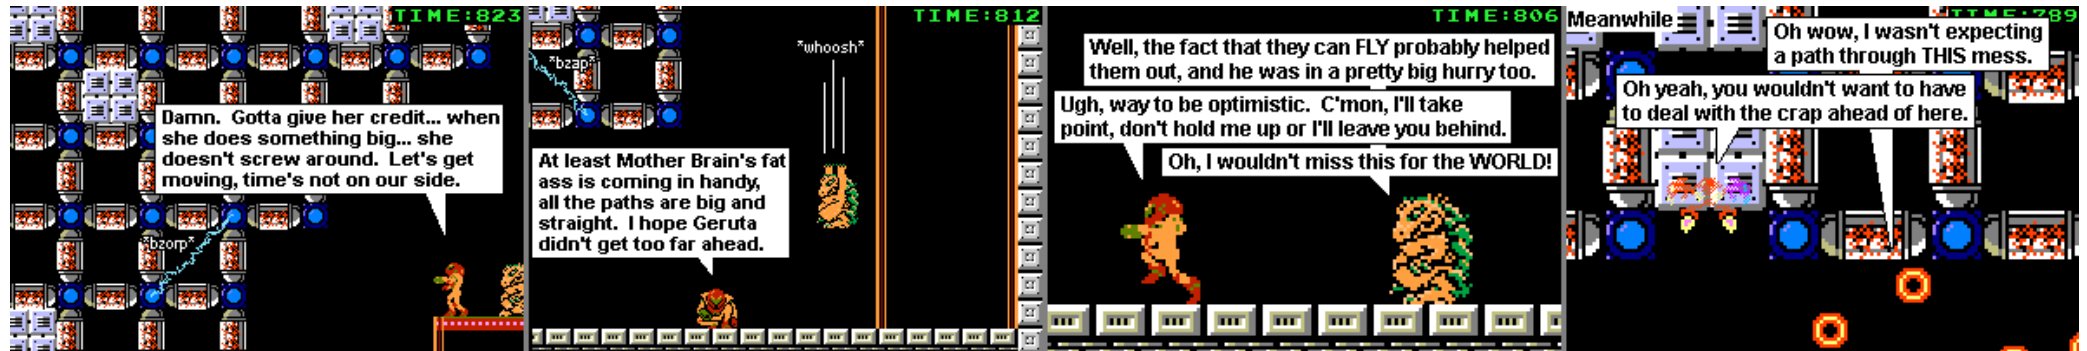 TIME:823
Damn. Gotta give her credit... when
she does something big... she
doesn't screw around. Let's get
moving, time's not on our side.
*bzorp*
TIME:812
*whoosh*
*bzap*
At least Mother Brain's fat
ass is coming in handy,
all the paths are big and
straight. I hope Geruta
didn't get too far ahead.
TIME:806
Well, the fact that they can FLY probably helped
them out, and he was in a pretty big hurry too.
Ugh, way to be optimistic. C'mon, I'll take
point, don't hold me up or I'll leave you behind.
Oh, I wouldn't miss this for the WORLD!
Meanwhile
TIME:789
Oh wow, I wasn't expecting
a path through THIS mess.
Oh yeah, you wouldn't want to have
to deal with the crap ahead of here.